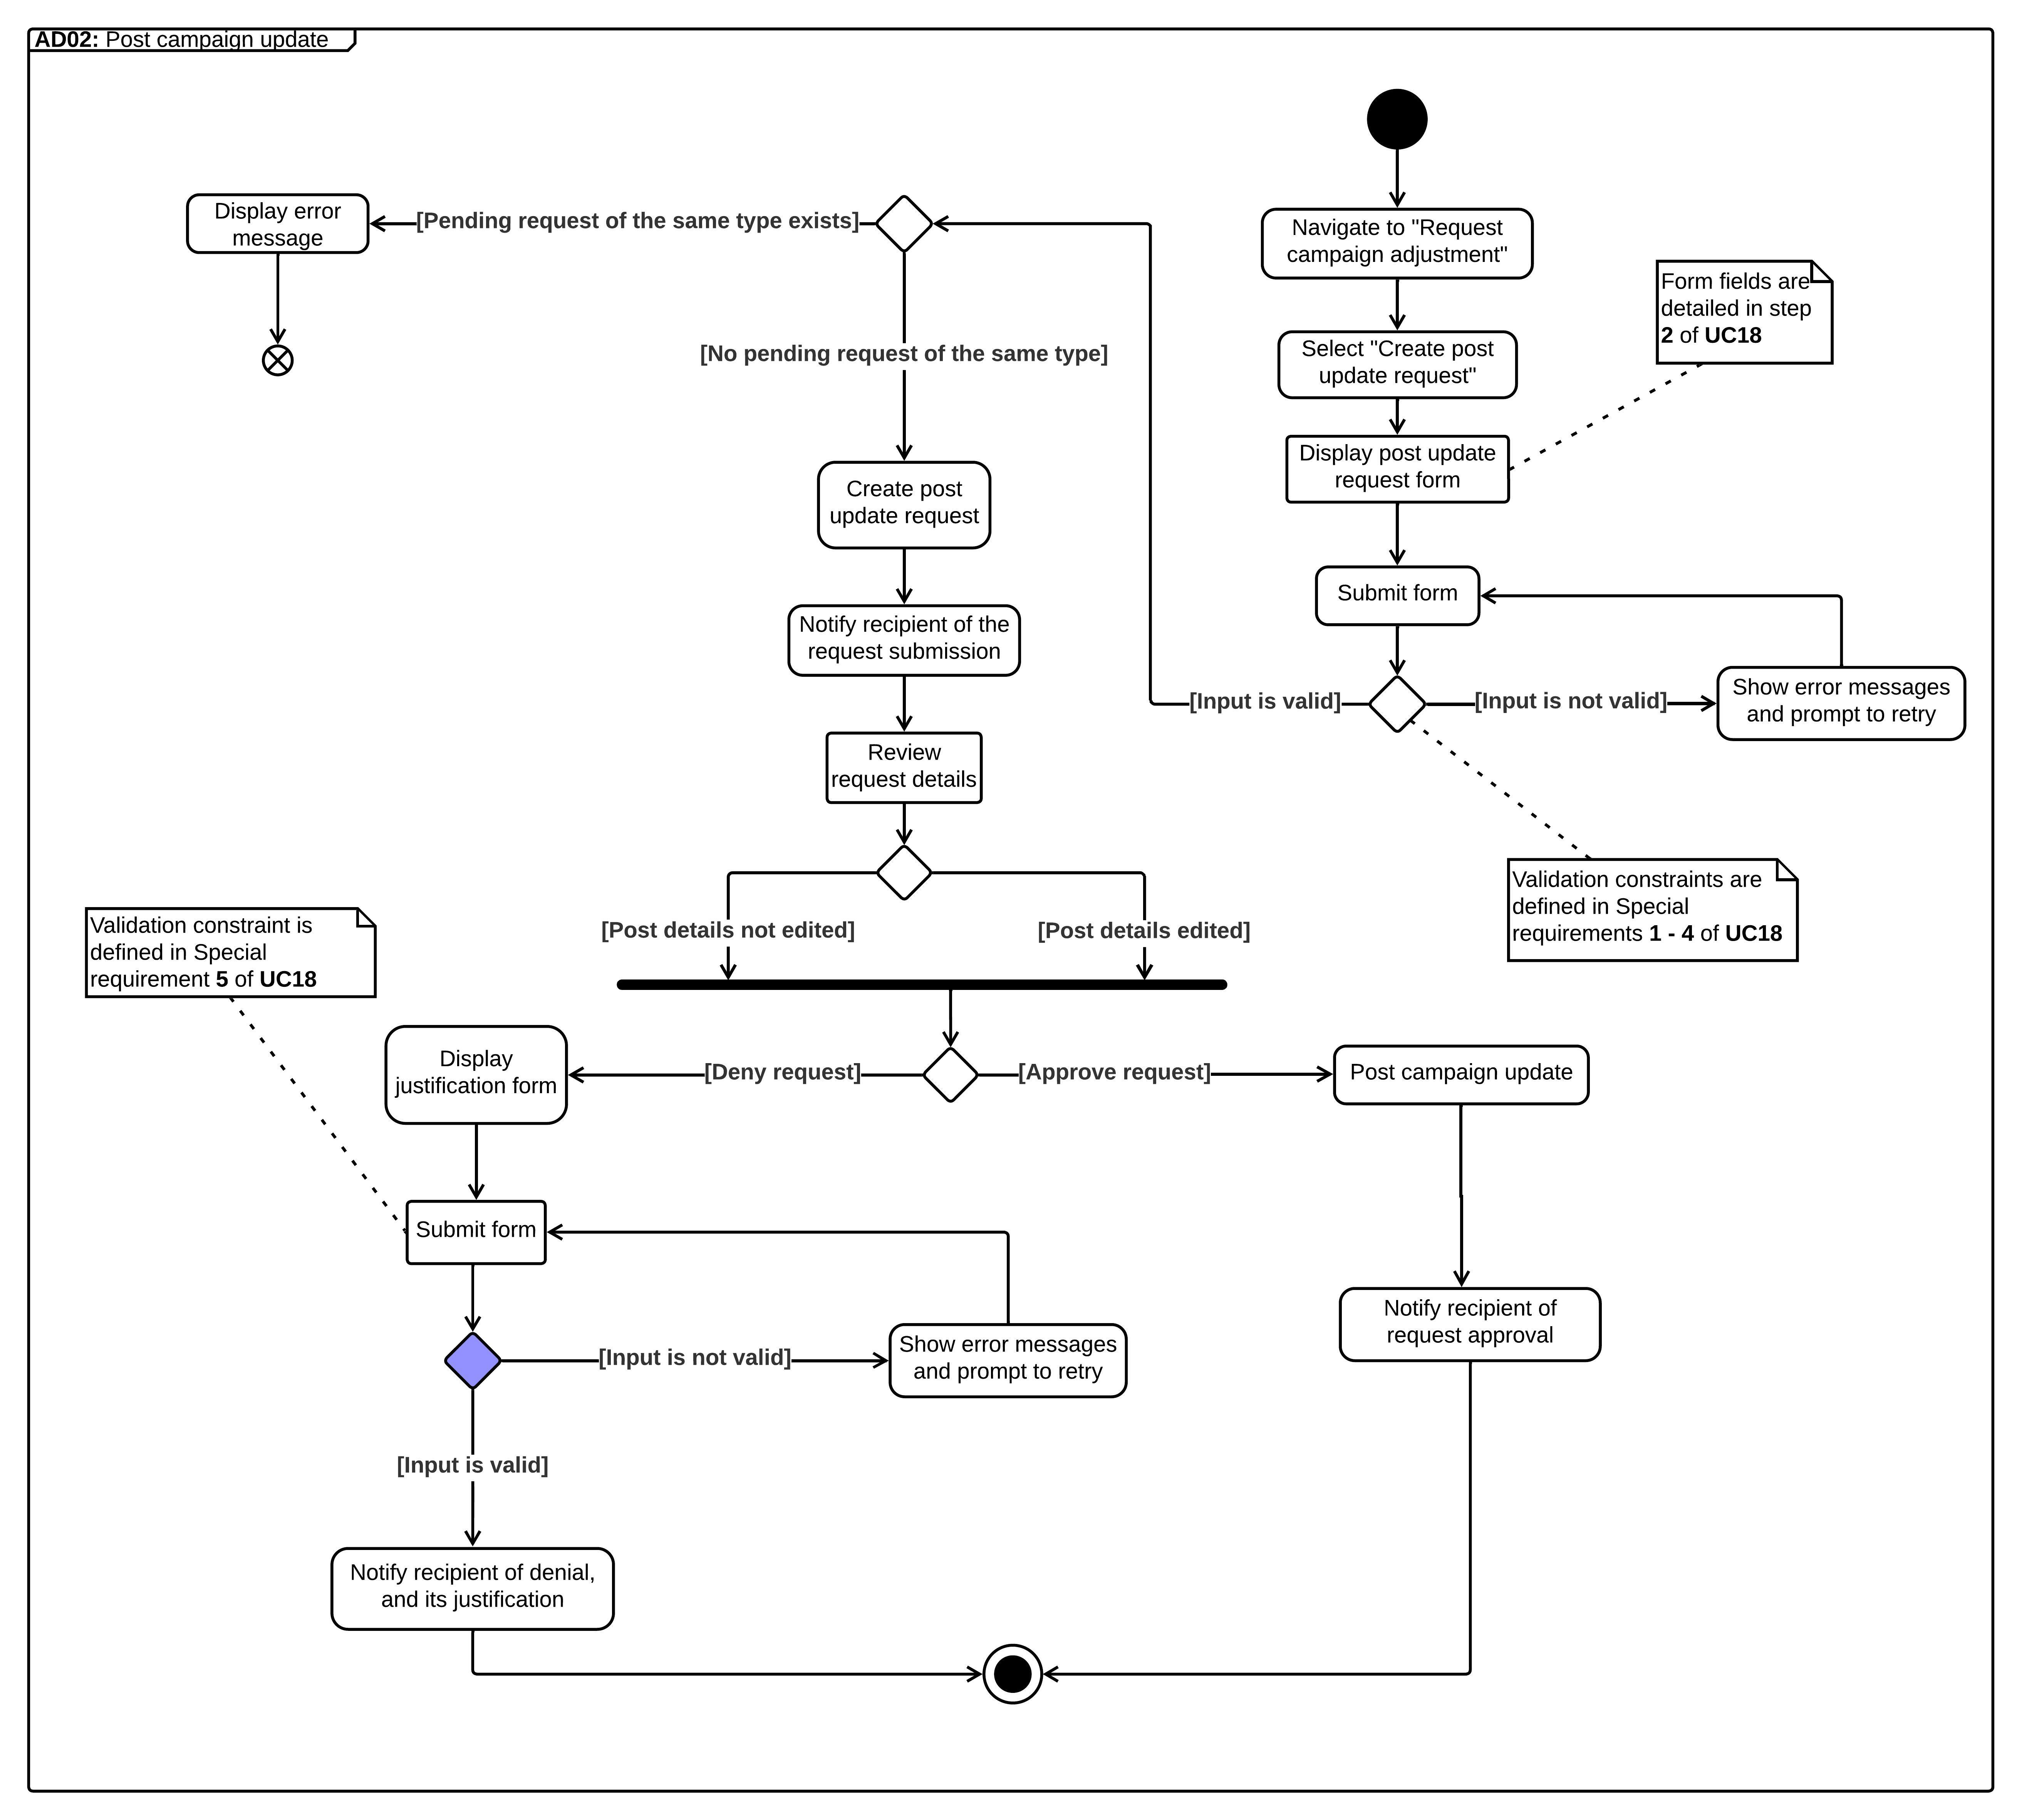 AD02: Post campaign update
Navigate to "Request
campaign adjustment"
Select "Create post
update request"
Display post update
request form
Form fields are
detailed in step
2 of UC18
Submit form
[Input is valid]
[Input is not valid]
Show error messages
and prompt to retry
Validation constraints are
defined in Special
requirements 1 - 4 of UC18
[Pending request of the same type exists]
Display error
message
[No pending request of the same type]
Create post
update request
Notify recipient of the
request submission
Review
request details
[Post details not edited]
[Post details edited]
[Deny request]
[Approve request]
Display
justification form
Validation constraint is
defined in Special
requirement 5 of UC18
Submit form
[Input is not valid]
Show error messages
and prompt to retry
[Input is valid]
Notify recipient of denial,
and its justification
Post campaign update
Notify recipient of
request approval